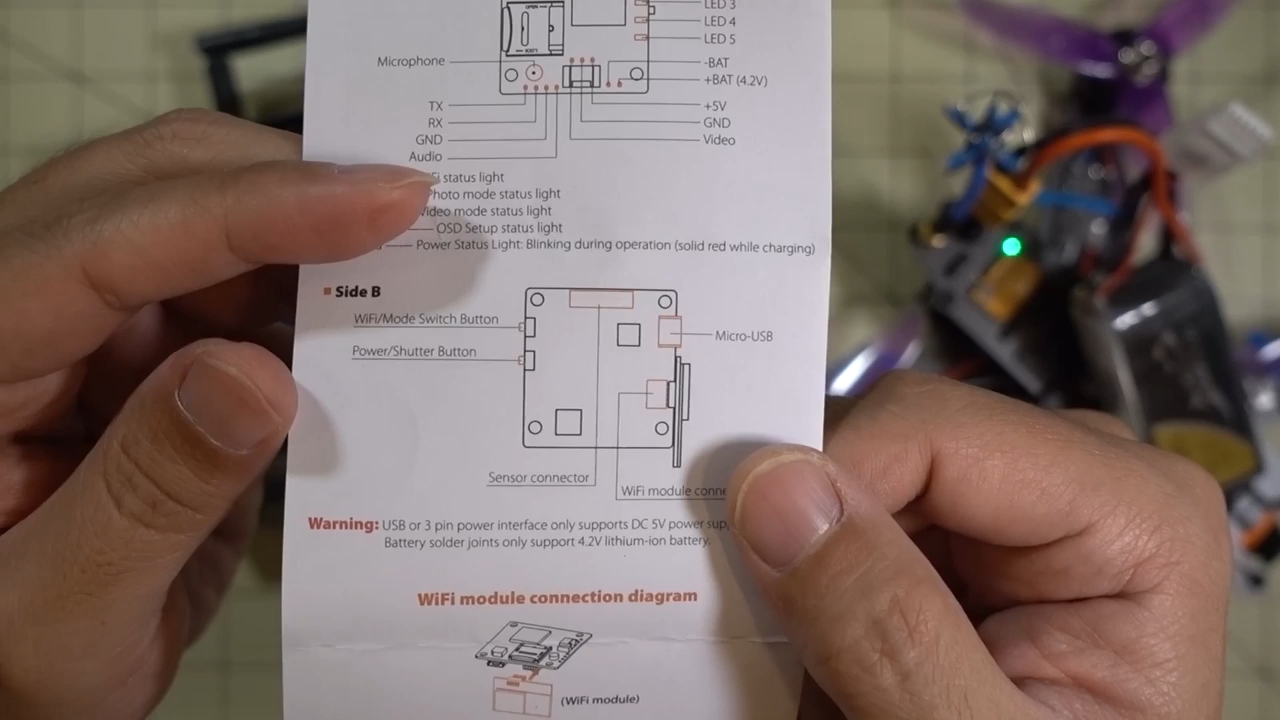 LED 3
LED 4
LED 5
Microphone
-BAT
+BAT (4.2V)
TX
+5V
RX
GND
GND
Video
Audio
status light
Photo mode status light
Video mode status light
OSD Setup status light
Power Status Light: Blinking during operation (solid red while charging)
Side B
WiFi/Mode Switch Button
Micro-USB
Power/Shutter Button
Sensor connector
WiFi module
Warning: USB or 3 pin power interface only supports DC 5V power
Battery solder joints only support 4.2V lithium-ion battery.
WiFi module connection diagram
(WiFi module)